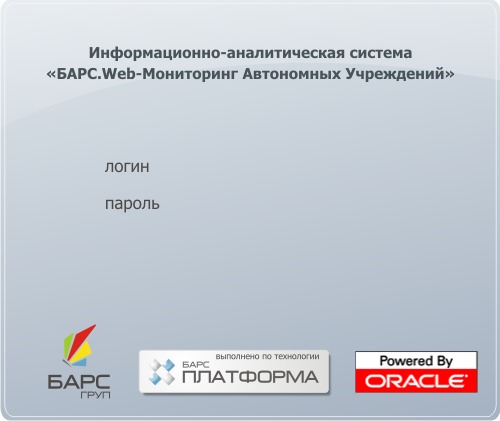 Информационно-аналитическая система
«БАРС.Web-Мониторинг Автономных Учреждений»
логин
пароль
БАРС
ГРУП
выполнено по технологии
БАРС
ПЛАТФОРМА
Powered By
ORACLE